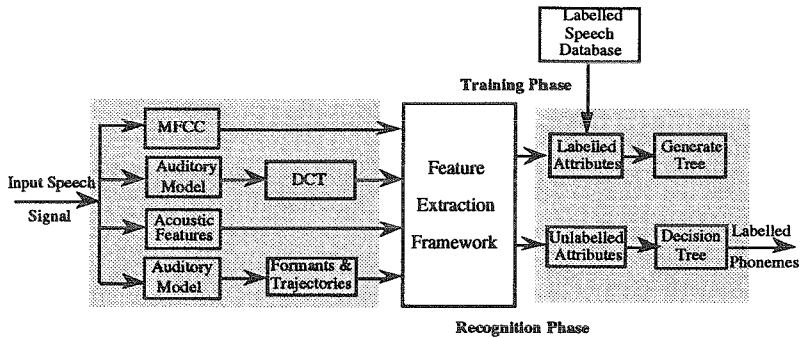 Labelled
Speech
Database
Training Phase
MFCC
Auditory
Model
DCT
Input Speech
Signal
Acoustic
Features
Auditory
Model
Formants &
Trajectories
Feature
Extraction
Framework
Labelled
Attributes
Generate
Tree
Unlabelled
Attributes
Decision
Tree
Labelled
Phonemes
Recognition Phase